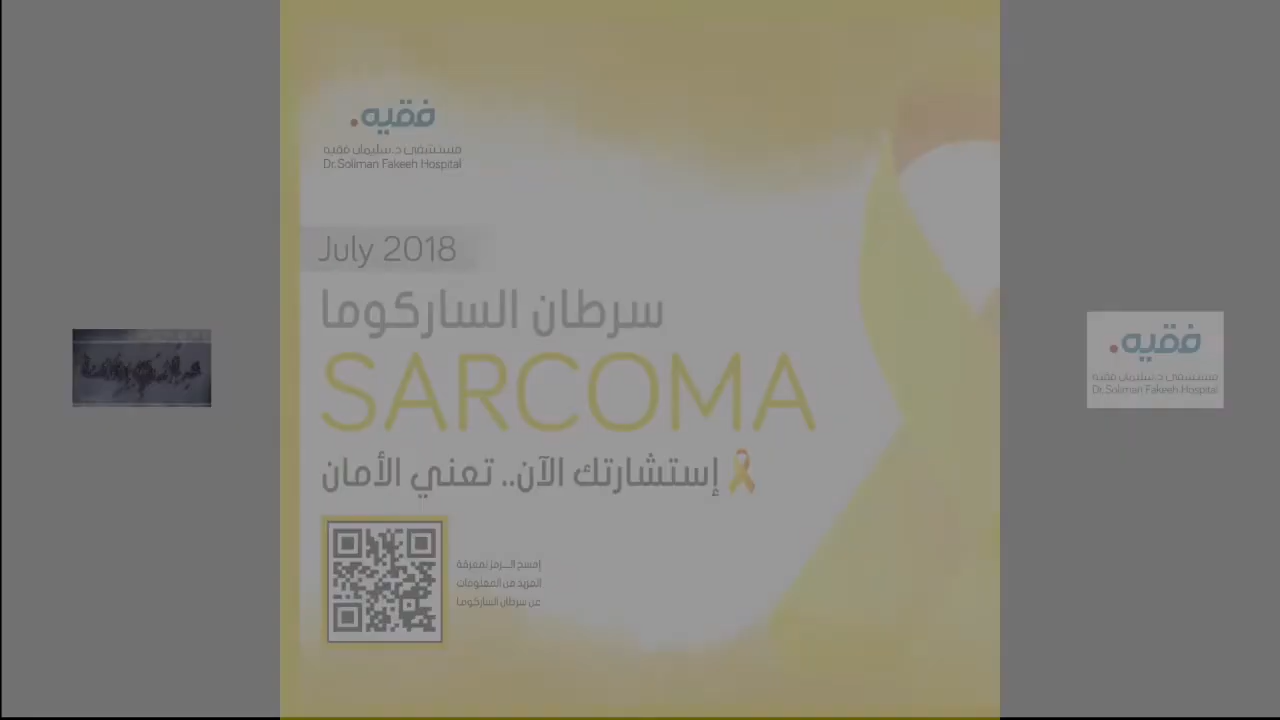 فقيه.
مستشفى د.سليمان فقيه
Dr.Soliman Fakeeh Hospital
July 2018
سرطان الساركوما
SARCOMA
إستشارتك الآن.. تعني الأمان
إمسح الـرمز لمعرفة
المزيد من المعلومات
عن سرطان الساركوما
فقيه.
مستشفى د.سليمان فقيه
Dr.Soliman Fakeeh Hospital